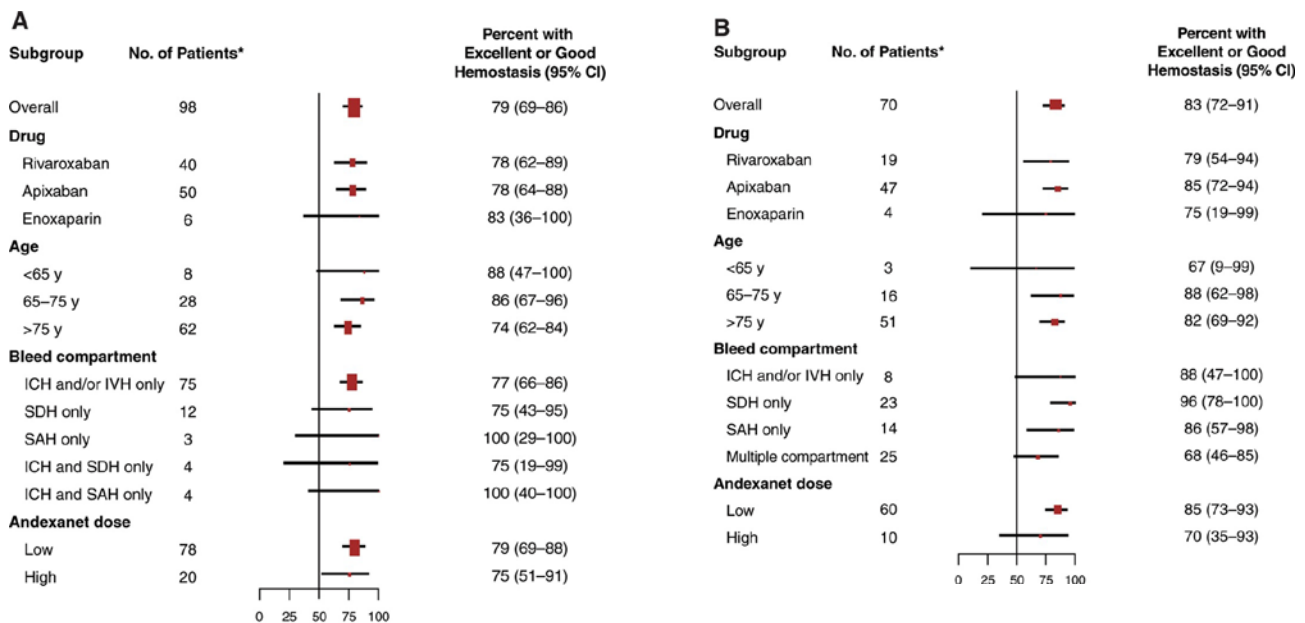 A
Subgroup No. of Patients* Percent with Excellent or Good Hemostasis (95% CI)
Overall 98 79 (69–86)
Drug
Rivaroxaban 40 78 (62–89)
Apixaban 50 78 (64–88)
Enoxaparin 6 83 (36–100)
Age
<65 y 8 88 (47–100)
65–75 y 28 86 (67–96)
>75 y 62 74 (62–84)
Bleed compartment
ICH and/or IVH only 75 77 (66–86)
SDH only 12 75 (43–95)
SAH only 3 100 (29–100)
ICH and SDH only 4 75 (19–99)
ICH and SAH only 4 100 (40–100)
Andexanet dose
Low 78 79 (69–88)
High 20 75 (51–91)
0 25 50 75 100
B
Subgroup No. of Patients* Percent with Excellent or Good Hemostasis (95% CI)
Overall 70 83 (72–91)
Drug
Rivaroxaban 19 79 (54–94)
Apixaban 47 85 (72–94)
Enoxaparin 4 75 (19–99)
Age
<65 y 3 67 (9–99)
65–75 y 16 88 (62–98)
>75 y 51 82 (69–92)
Bleed compartment
ICH and/or IVH only 8 88 (47–100)
SDH only 23 96 (78–100)
SAH only 14 86 (57–98)
Multiple compartment 25 68 (46–85)
Andexanet dose
Low 60 85 (73–93)
High 10 70 (35–93)
0 25 50 75 100